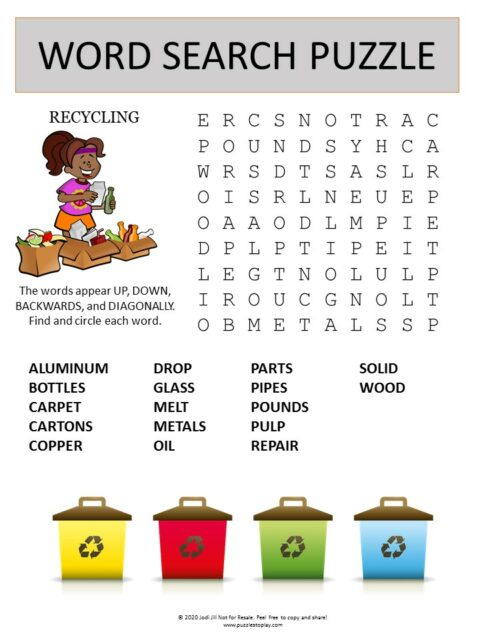 WORD SEARCH PUZZLE
RECYCLING
The words appear UP, DOWN,
BACKWARDS, and DIAGONALLY.
Find and circle each word.
E R C S N O T R A C
P O U N D S Y H C A
W R S D T S A S L R
O I S R L N E U E P
O A A O D L M P I E
D P L P T I P E I T
L E G T N O L U L P
I R O U C G N O L T
O B M E T A L S S P
ALUMINUM DROP PARTS SOLID
BOTTLES GLASS PIPES WOOD
CARPET MELT POUNDS
CARTONS METALS PULP
COPPER OIL REPAIR
© 2020 Jodi Jill Not for Resale. Feel free to copy and share!
www.puzzlestoplay.com